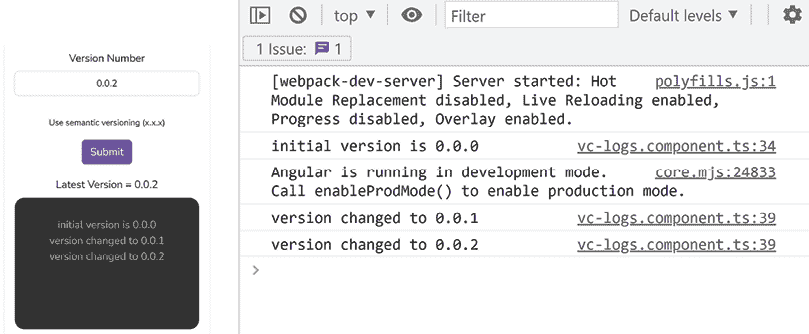 Version Number
0.0.2
Use semantic versioning (x.x.x)
Submit
Latest Version = 0.0.2
initial version is 0.0.0
version changed to 0.0.1
version changed to 0.0.2
top
Filter
Default levels
1 Issue: 1
[webpack-dev-server] Server started: Hot polyfills.js:1
Module Replacement disabled, Live Reloading enabled,
Progress disabled, Overlay enabled.
initial version is 0.0.0 vc-logs.component.ts:34
Angular is running in development mode. core.mjs:24833
Call enableProdMode() to enable production mode.
version changed to 0.0.1 vc-logs.component.ts:39
version changed to 0.0.2 vc-logs.component.ts:39